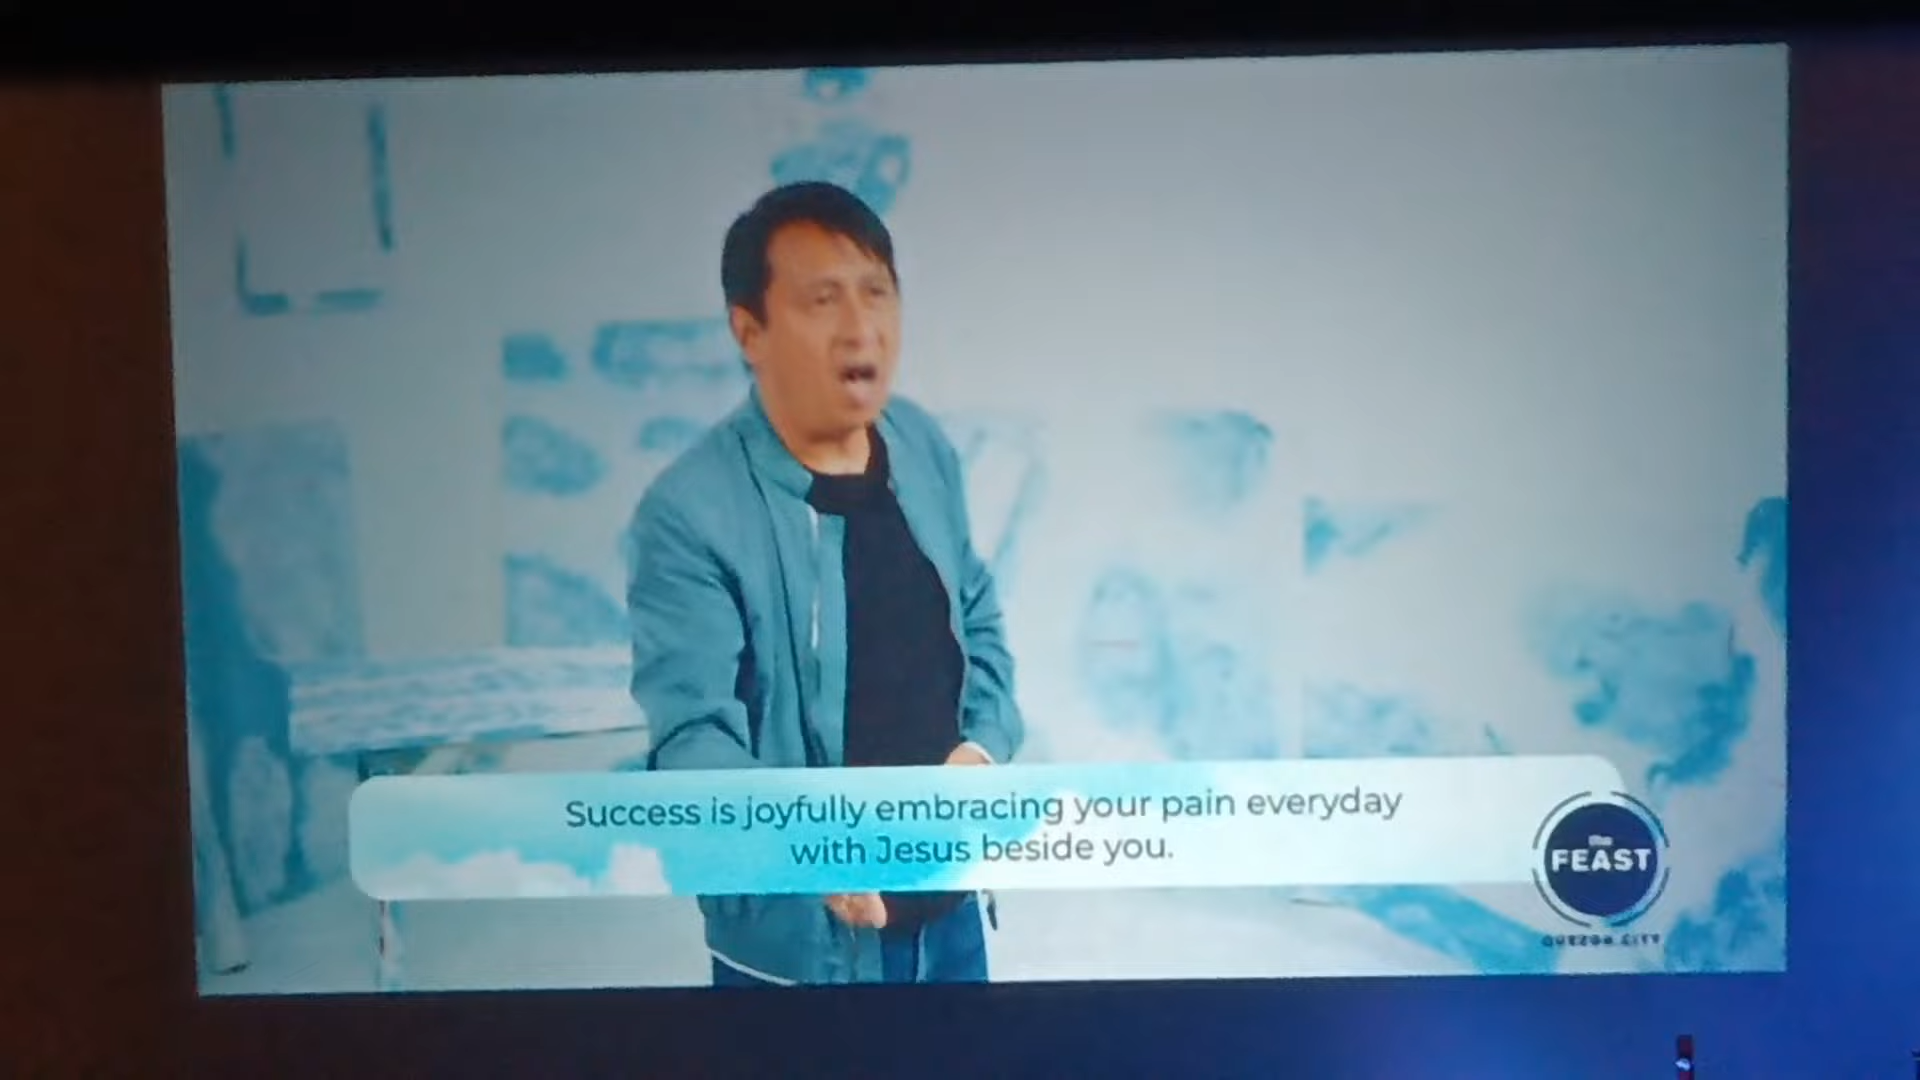 Success is joyfully embracing your pain everyday
with Jesus beside you.
the
FEAST
QUEZON CITY